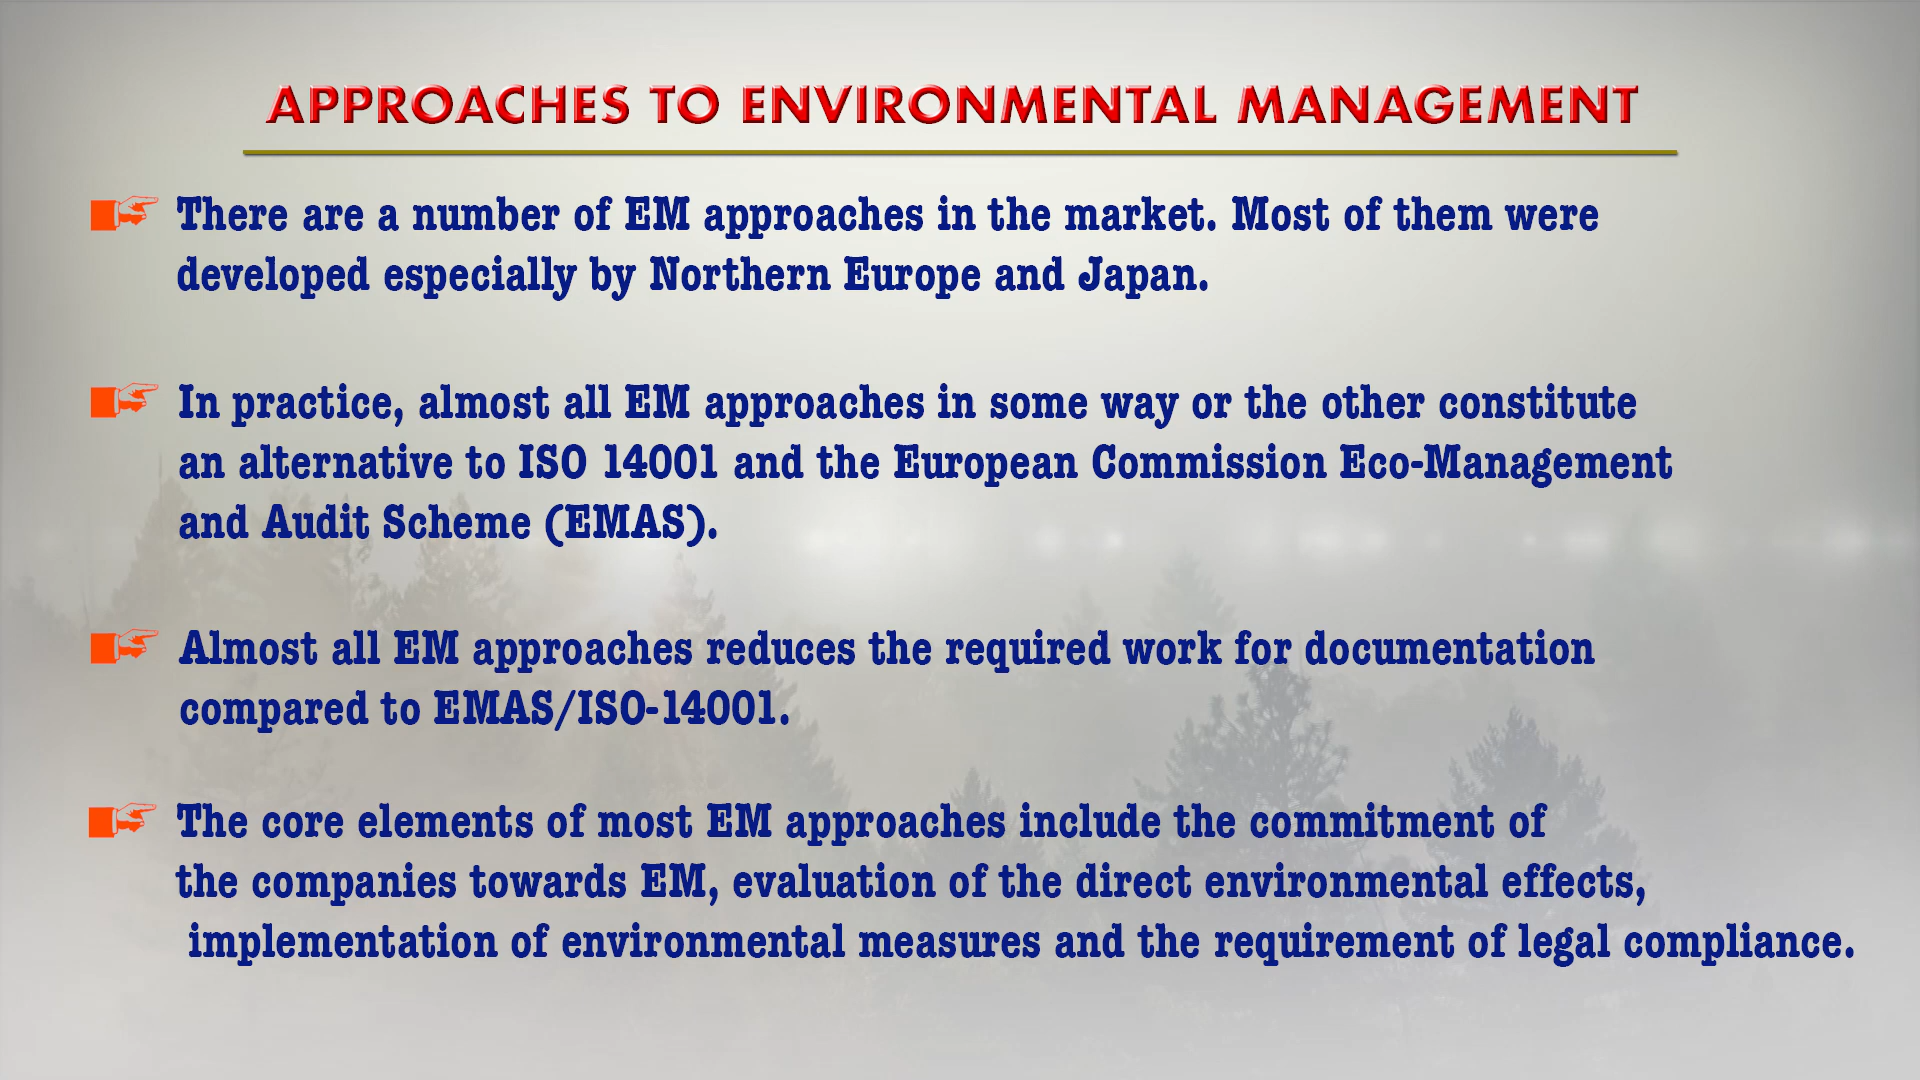 APPROACHES TO ENVIRONMENTAL MANAGEMENT
There are a number of EM approaches in the market. Most of them were
developed especially by Northern Europe and Japan.
In practice, almost all EM approaches in some way or the other constitute
an alternative to ISO 14001 and the European Commission Eco-Management
and Audit Scheme (EMAS).
Almost all EM approaches reduces the required work for documentation
compared to EMAS/ISO-14001.
The core elements of most EM approaches include the commitment of
the companies towards EM, evaluation of the direct environmental effects,
implementation of environmental measures and the requirement of legal compliance.